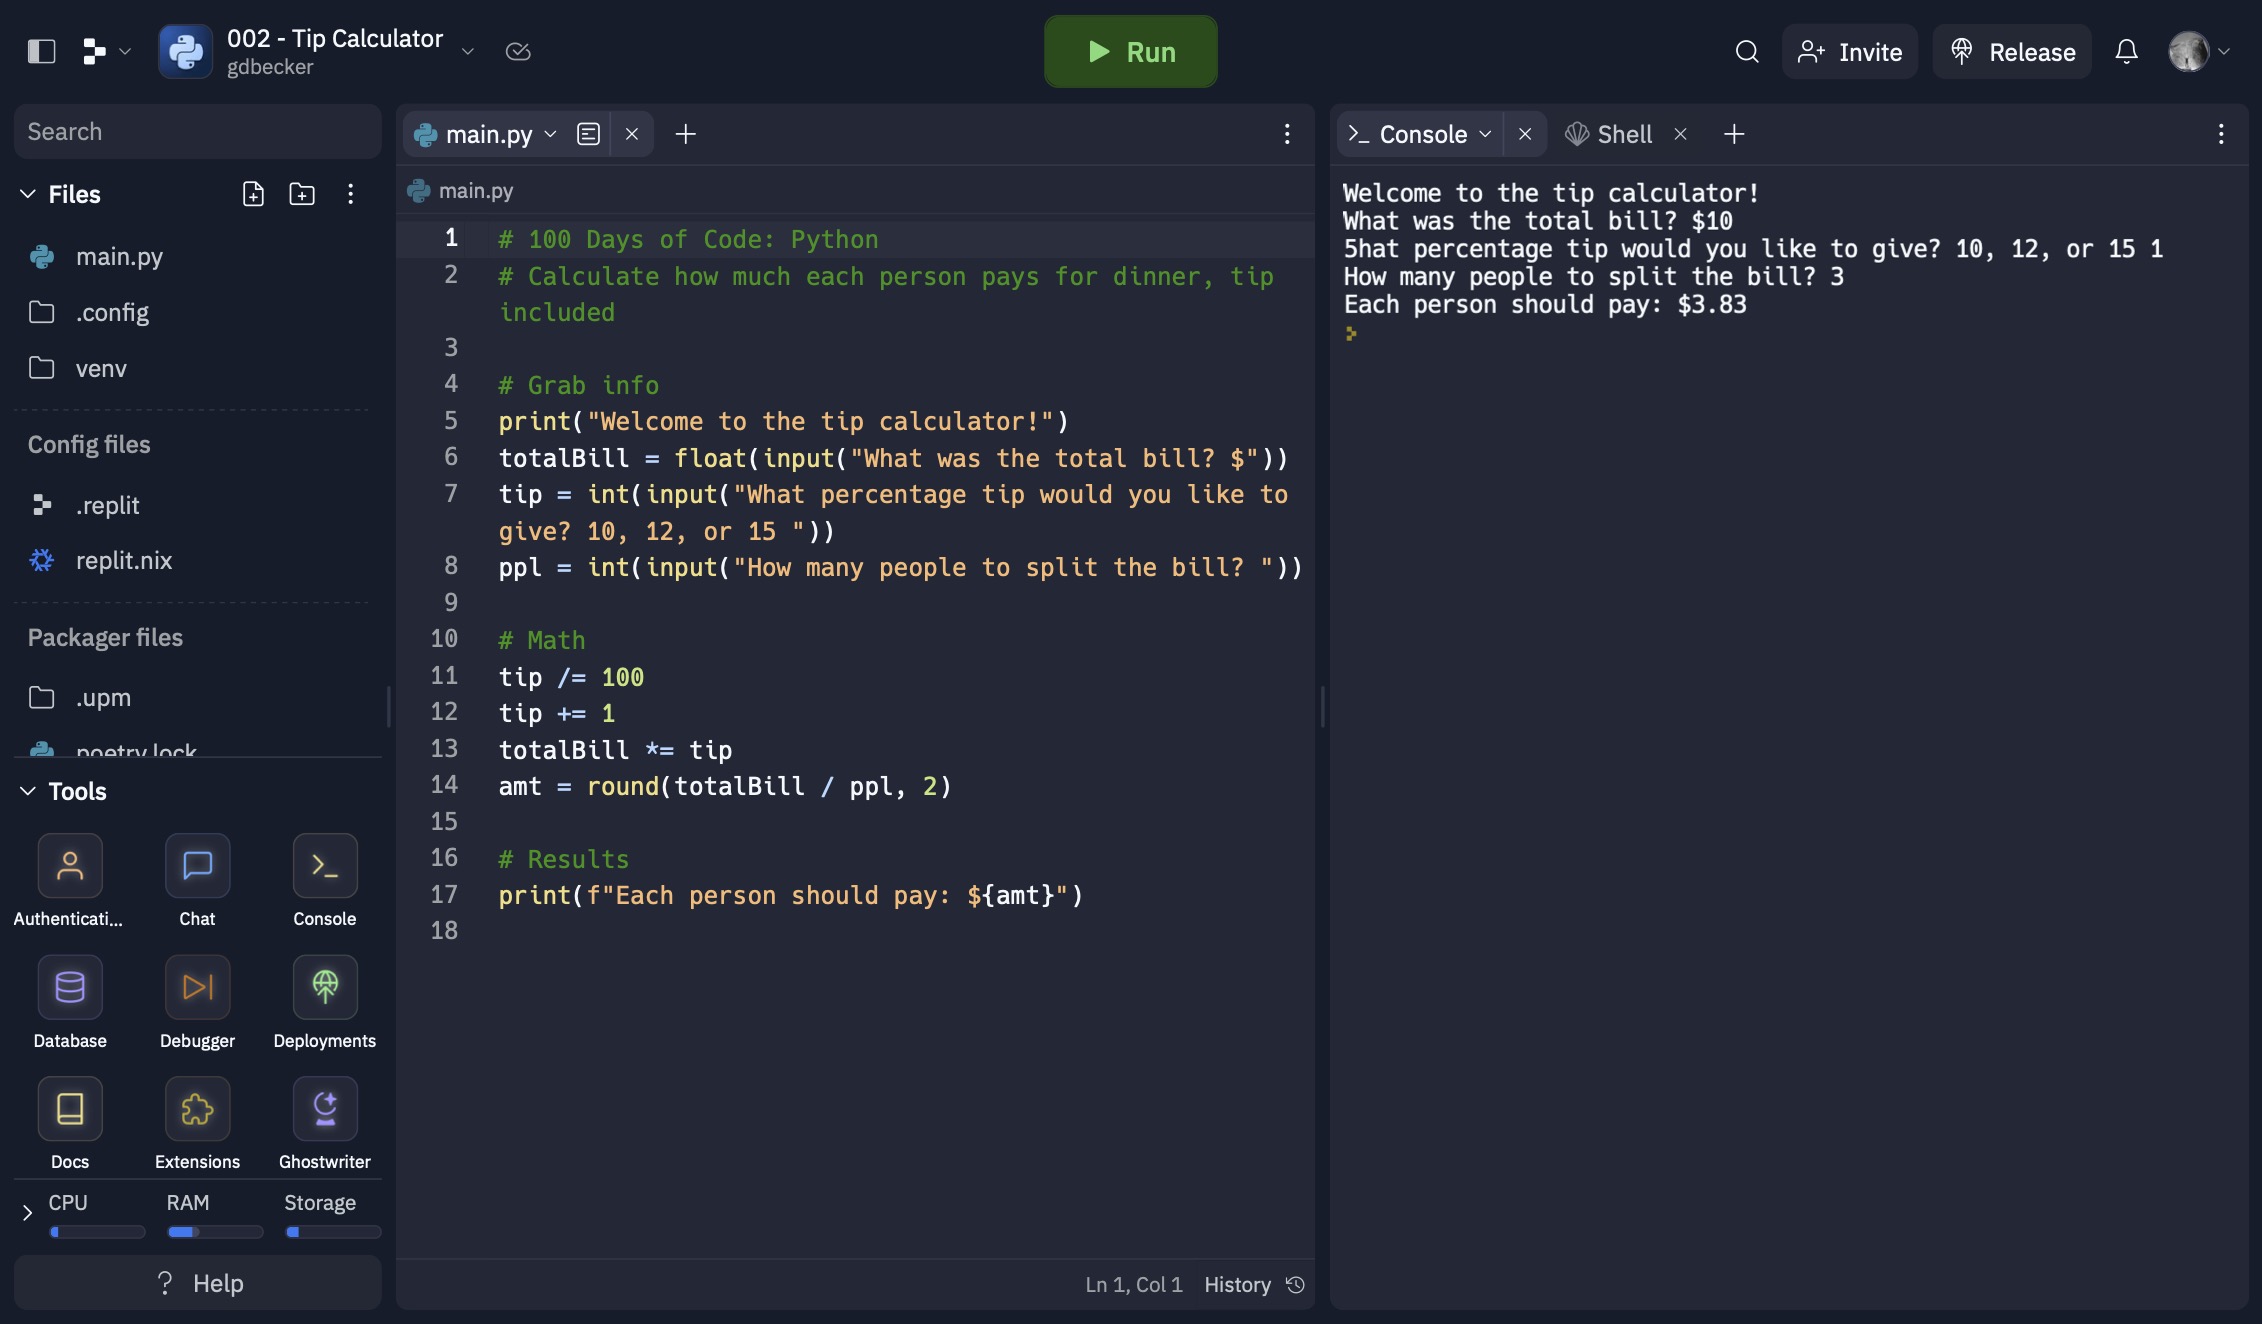 002 - Tip Calculator
gdbecker
Run
Invite
Release
Search
Files
main.py
.config
venv
Config files
.replit
replit.nix
Packager files
.upm
poetry.lock
Tools
Authenticati...
Chat
Console
Database
Debugger
Deployments
Docs
Extensions
Ghostwriter
CPU
RAM
Storage
? Help
main.py
main.py
1 # 100 Days of Code: Python
2 # Calculate how much each person pays for dinner, tip
included
3
4 # Grab info
5 print("Welcome to the tip calculator!")
6 totalBill = float(input("What was the total bill? $"))
7 tip = int(input("What percentage tip would you like to
give? 10, 12, or 15 "))
8 ppl = int(input("How many people to split the bill? "))
9
10 # Math
11 tip /= 100
12 tip += 1
13 totalBill *= tip
14 amt = round(totalBill / ppl, 2)
15
16 # Results
17 print(f"Each person should pay: ${amt}")
18
Ln 1, Col 1
History
>_ Console
Shell
Welcome to the tip calculator!
What was the total bill? $10
5hat percentage tip would you like to give? 10, 12, or 15 1
How many people to split the bill? 3
Each person should pay: $3.83